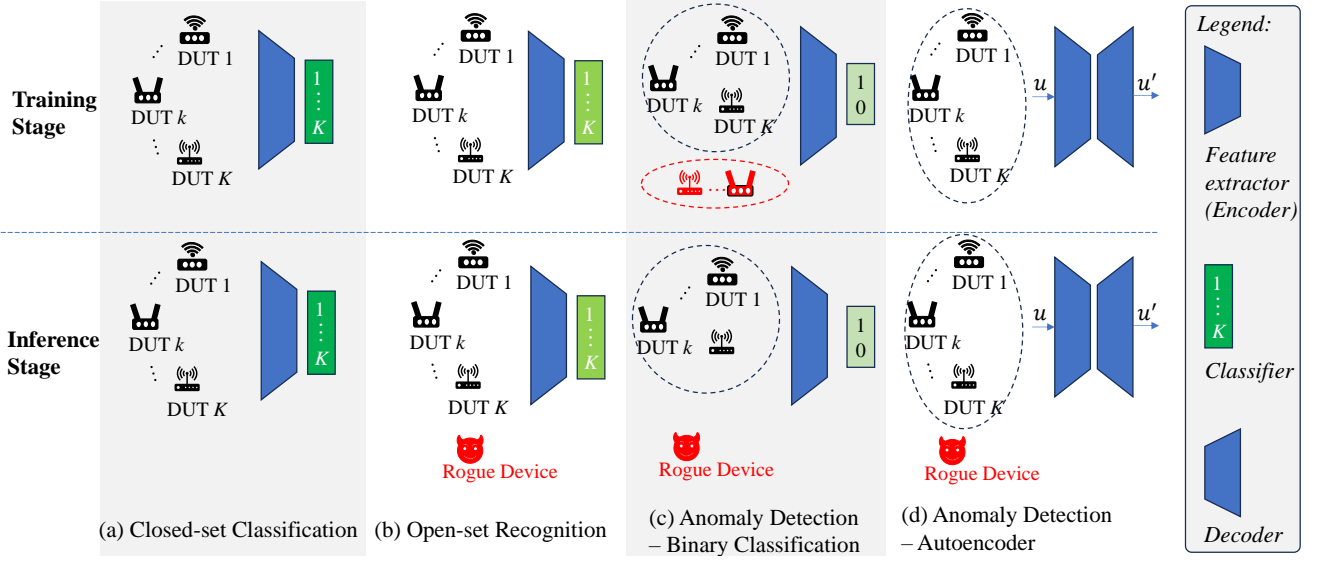 Training
Stage
DUT 1
DUT k
DUT K
1
K
DUT 1
DUT k
DUT K
1
K
DUT 1
DUT k
DUT K
1
0
DUT 1
DUT k
DUT K
u
u′
Inference
Stage
DUT 1
DUT k
DUT K
1
K
DUT 1
DUT k
DUT K
Rogue Device
1
K
DUT 1
DUT k
Rogue Device
1
0
DUT 1
DUT k
DUT K
Rogue Device
u
u′
(a) Closed-set Classification
(b) Open-set Recognition
(c) Anomaly Detection
– Binary Classification
(d) Anomaly Detection
– Autoencoder
Legend:
Feature
extractor
(Encoder)
1
K
Classifier
Decoder